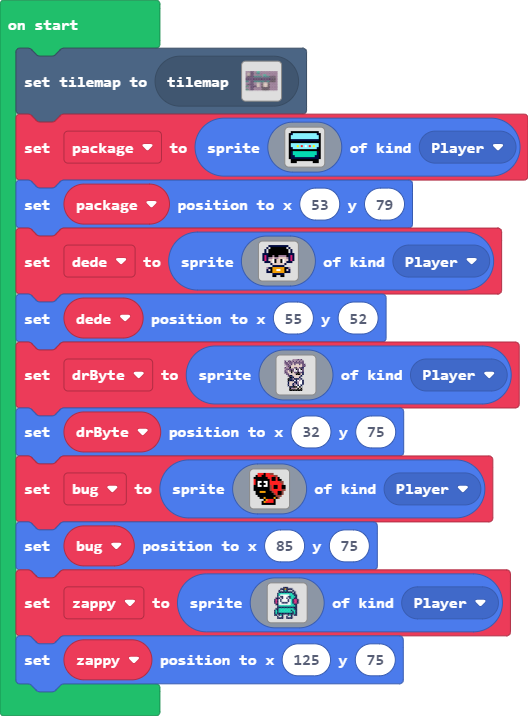 on start
set tilemap to tilemap
set package to sprite of kind Player
set package position to x 53 y 79
set dede to sprite of kind Player
set dede position to x 55 y 52
set drByte to sprite of kind Player
set drByte position to x 32 y 75
set bug to sprite of kind Player
set bug position to x 85 y 75
set zappy to sprite of kind Player
set zappy position to x 125 y 75